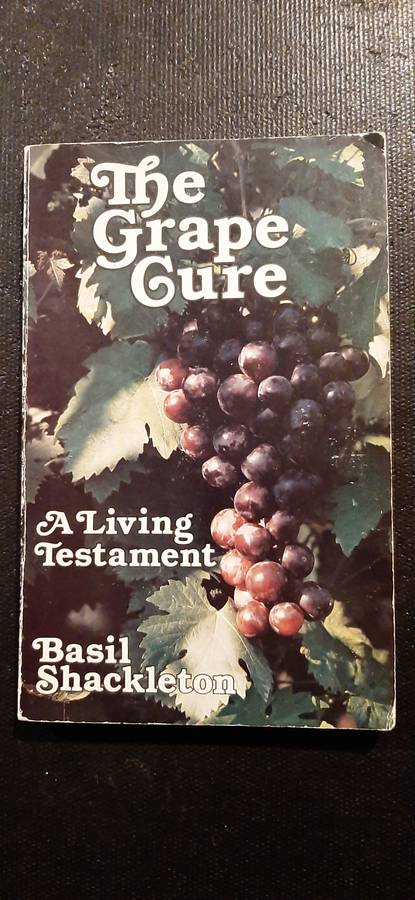 The
Grape
Cure
A Living
Testament
Basil
Shackleton